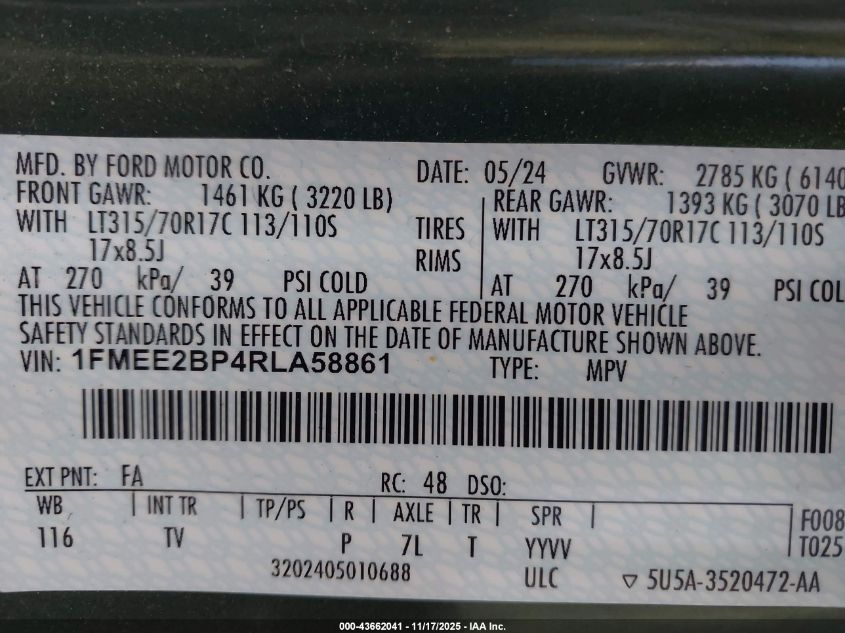 MFD. BY FORD MOTOR CO. DATE: 05/24 GVWR: 2785 KG ( 6140
FRONT GAWR: 1461 KG ( 3220 LB) REAR GAWR: 1393 KG ( 3070 LB
WITH LT315/70R17C 113/110S TIRES WITH LT315/70R17C 113/110S
17x8.5J RIMS 17x8.5J
AT 270 kPa/ 39 PSI COLD AT 270 kPa/ 39 PSI COL
THIS VEHICLE CONFORMS TO ALL APPLICABLE FEDERAL MOTOR VEHICLE
SAFETY STANDARDS IN EFFECT ON THE DATE OF MANUFACTURE SHOWN ABOVE.
VIN: 1FMEE2BP4RLA58861 TYPE: MPV
EXT PNT: FA RC: 48 DSO:
WB INT TR TP/PS R AXLE TR SPR F008
116 TV P 7L T YYVV T025
3202405010688 ULC 5U5A-3520472-AA
000-43662041 - 11/17/2025 - IAA Inc.